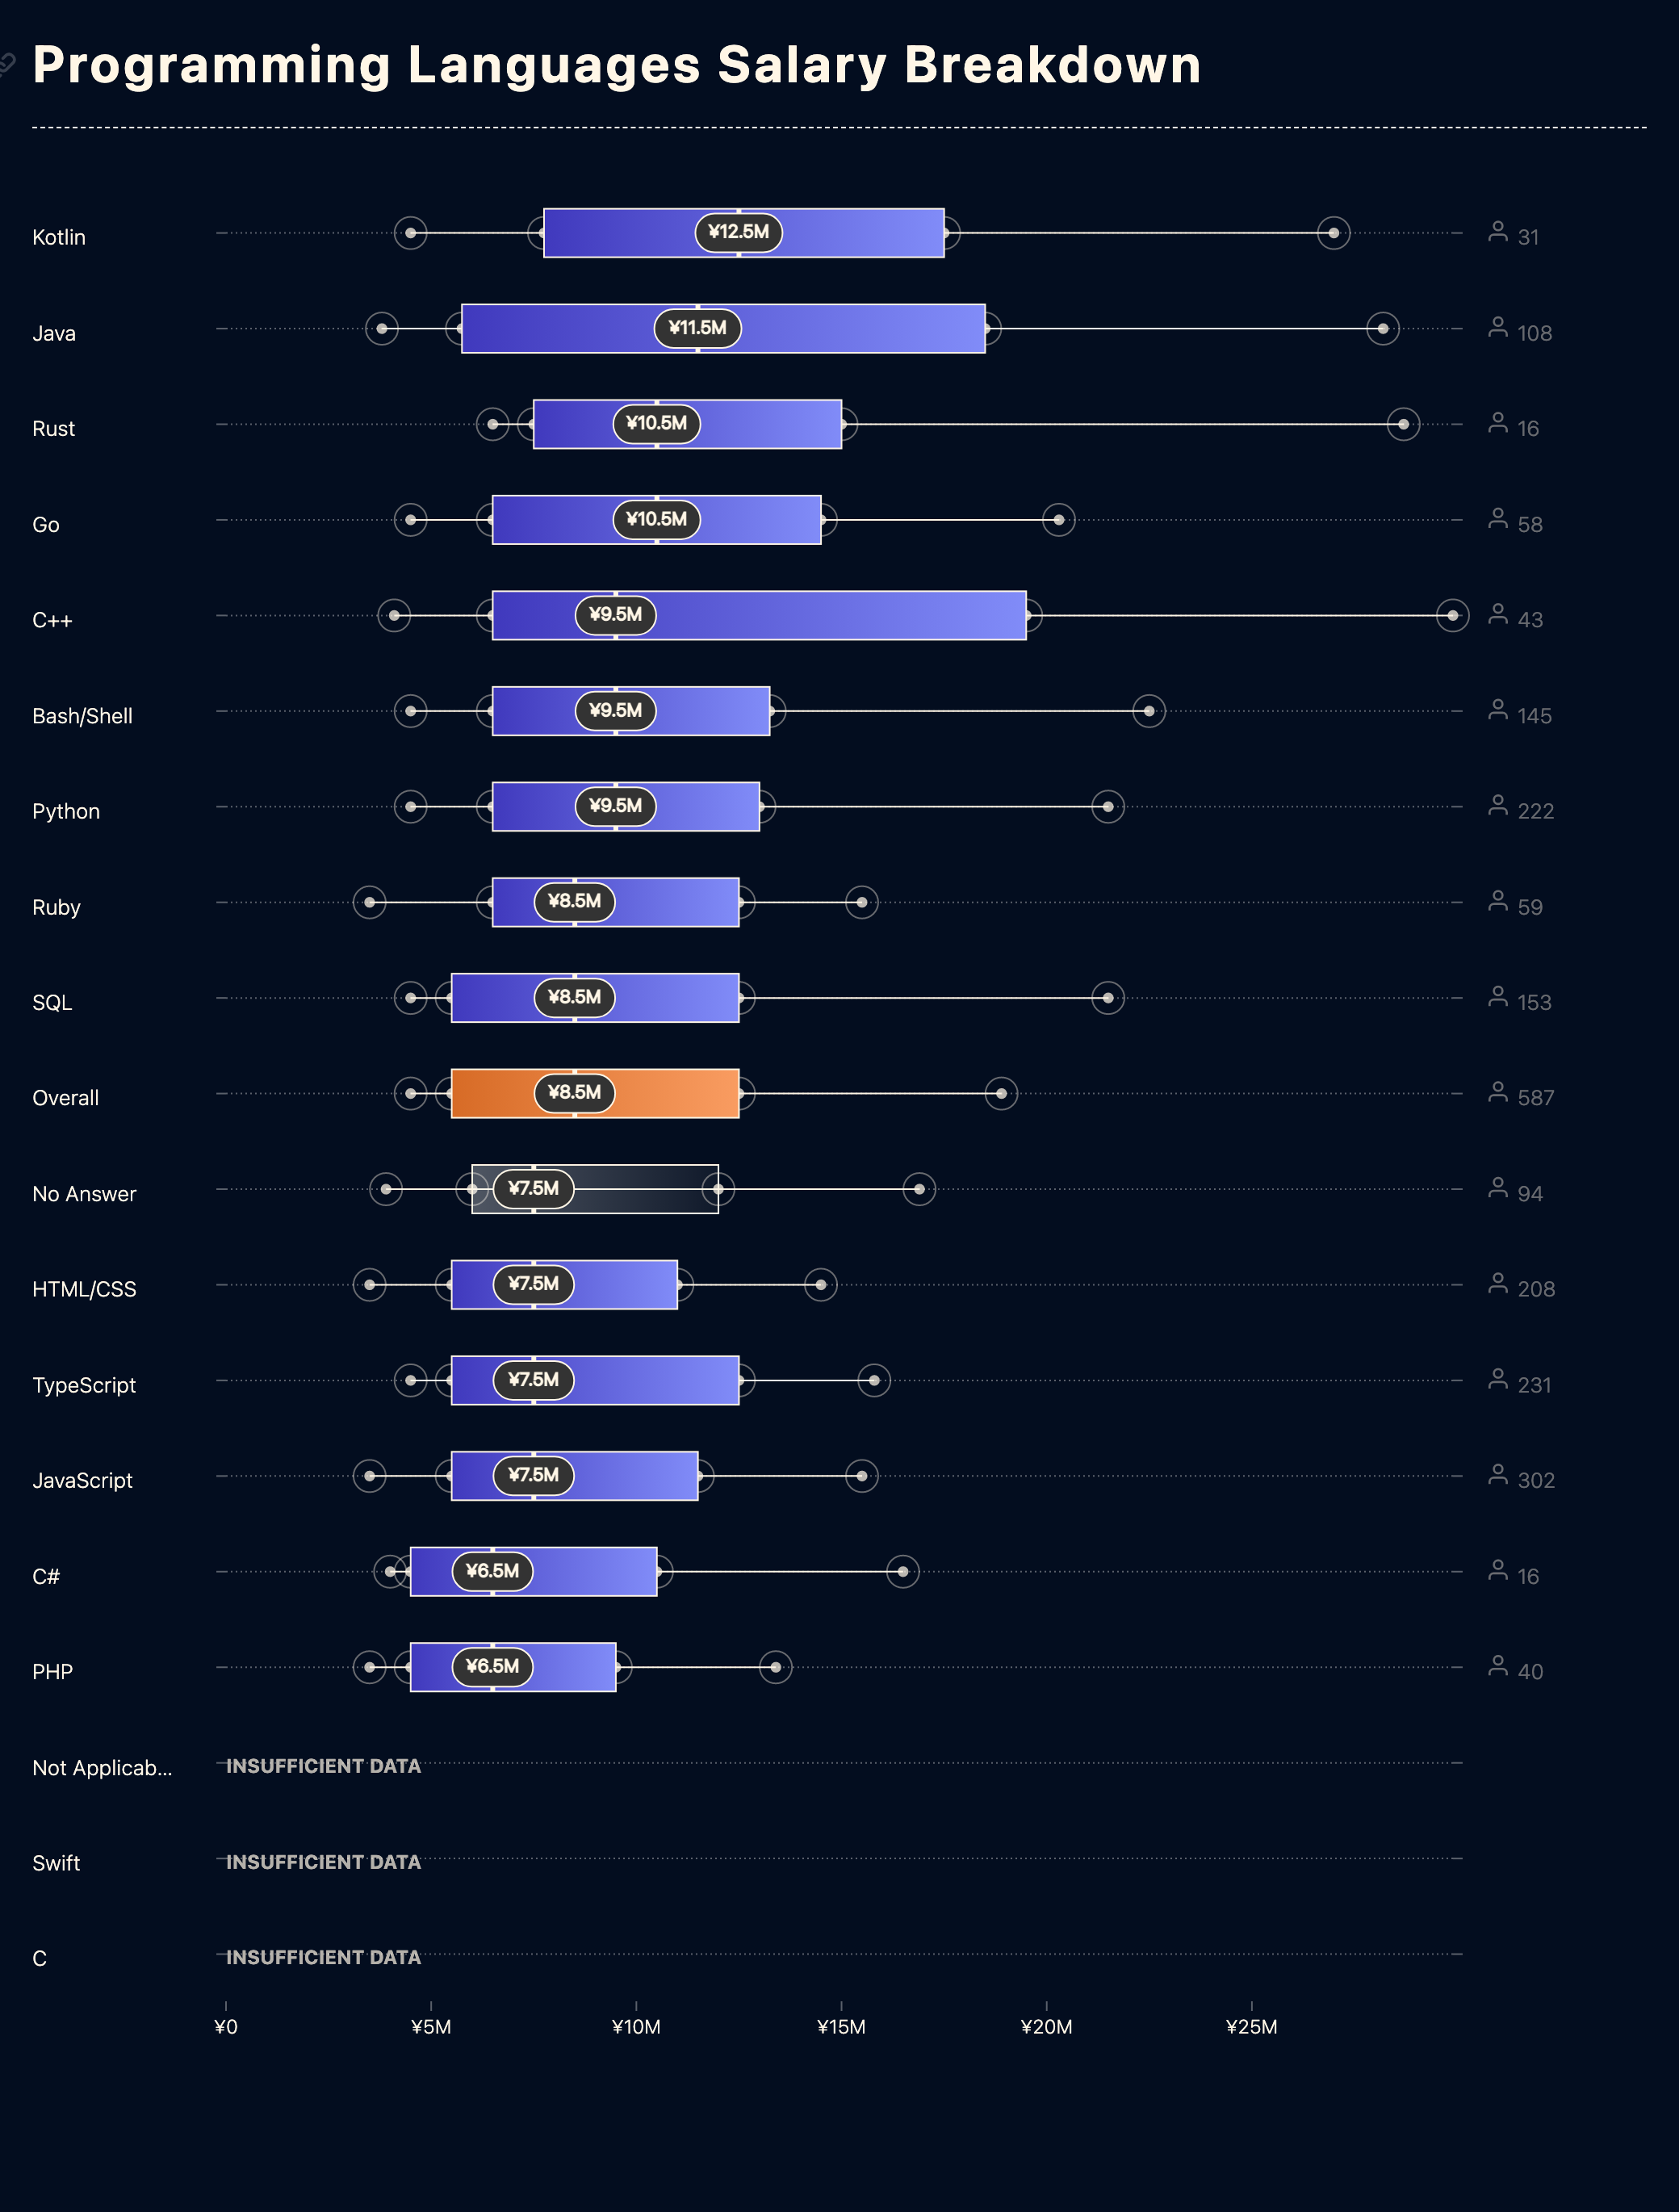 Programming Languages Salary Breakdown
Kotlin ¥12.5M 31
Java ¥11.5M 108
Rust ¥10.5M 16
Go ¥10.5M 58
C++ ¥9.5M 43
Bash/Shell ¥9.5M 145
Python ¥9.5M 222
Ruby ¥8.5M 59
SQL ¥8.5M 153
Overall ¥8.5M 587
No Answer ¥7.5M 94
HTML/CSS ¥7.5M 208
TypeScript ¥7.5M 231
JavaScript ¥7.5M 302
C# ¥6.5M 16
PHP ¥6.5M 40
Not Applicab... INSUFFICIENT DATA
Swift INSUFFICIENT DATA
C INSUFFICIENT DATA
¥0 ¥5M ¥10M ¥15M ¥20M ¥25M